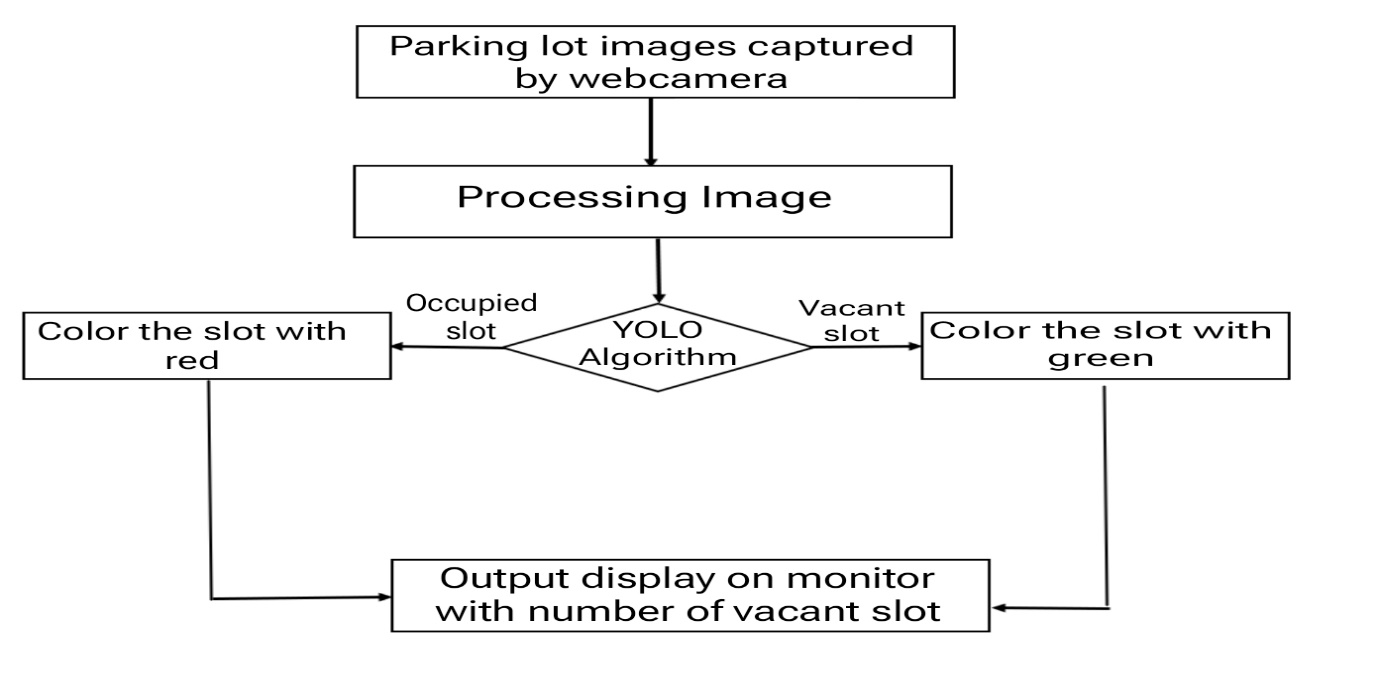 Parking lot images captured
by webcamera
Processing Image
Occupied
slot
Vacant
slot
YOLO
Algorithm
Color the slot with
red
Color the slot with
green
Output display on monitor
with number of vacant slot